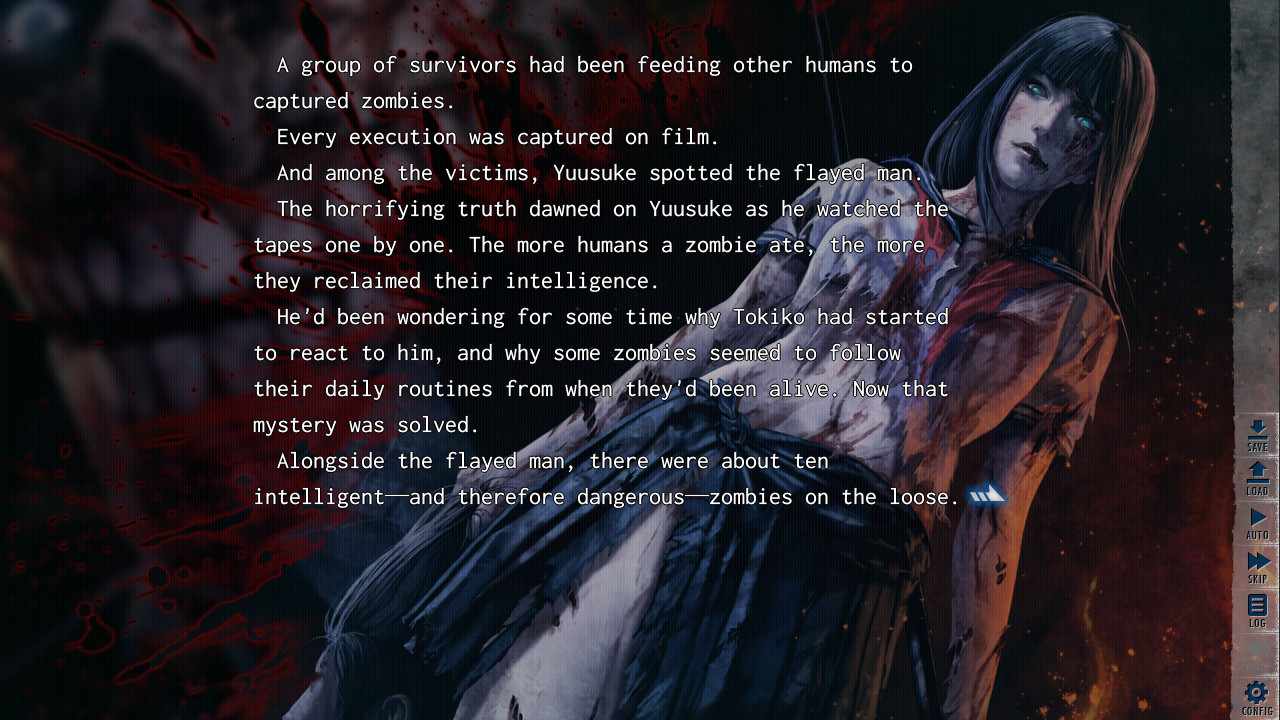 A group of survivors had been feeding other humans to
captured zombies.
Every execution was captured on film.
And among the victims, Yuusuke spotted the flayed man.
The horrifying truth dawned on Yuusuke as he watched the
tapes one by one. The more humans a zombie ate, the more
they reclaimed their intelligence.
He'd been wondering for some time why Tokiko had started
to react to him, and why some zombies seemed to follow
their daily routines from when they'd been alive. Now that
mystery was solved.
Alongside the flayed man, there were about ten
intelligent──and therefore dangerous──zombies on the loose.
SAVE
LOAD
AUTO
SKIP
LOG
CONFIG